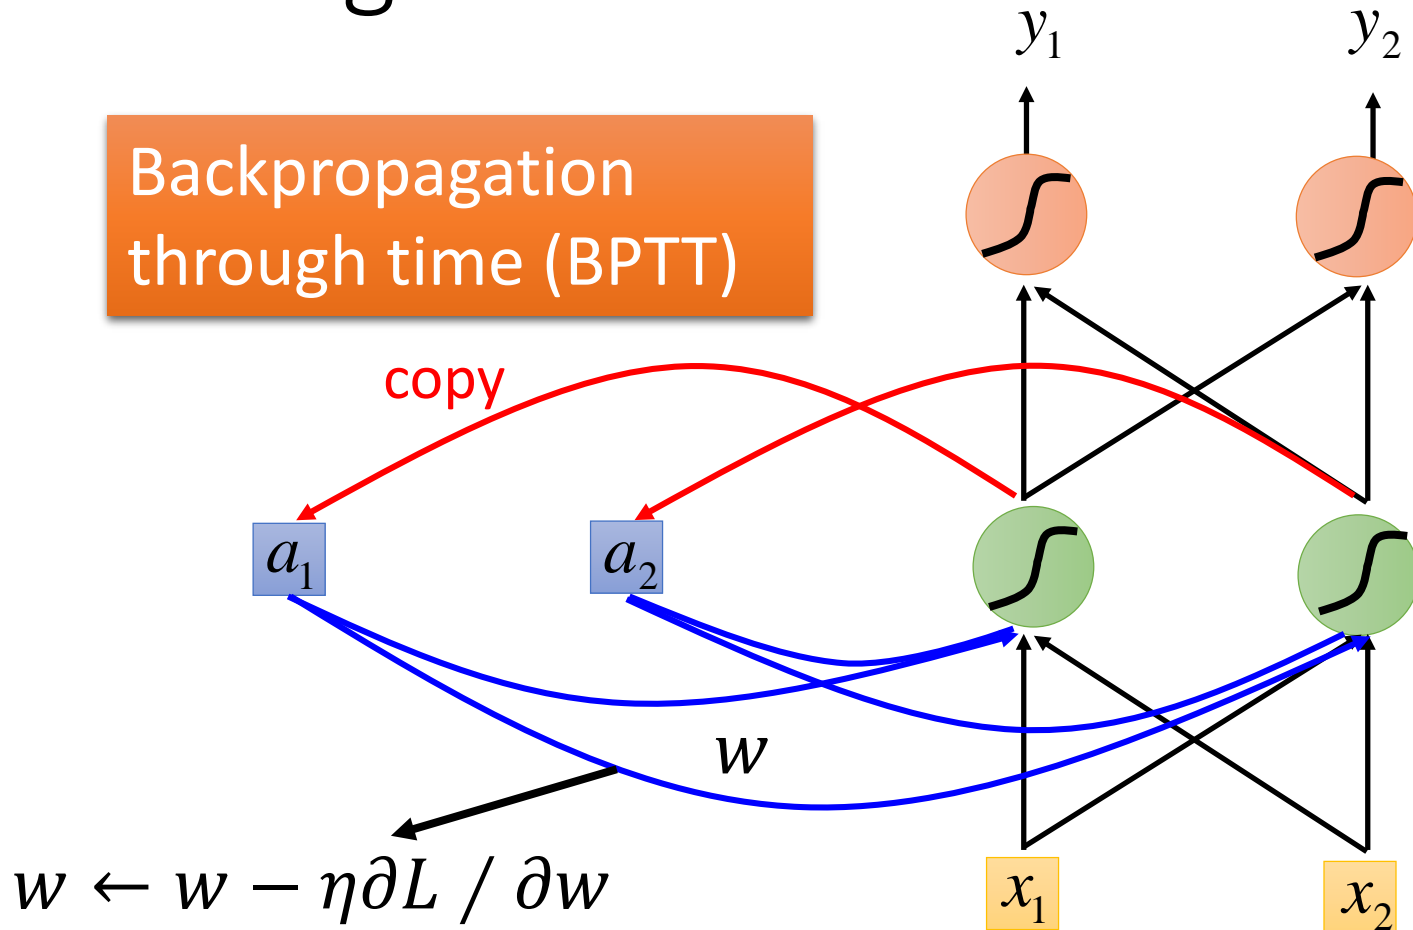 y₁ y₂
Backpropagation
through time (BPTT)
copy
a₁ a₂
w
w ← w − η∂L / ∂w
x₁ x₂